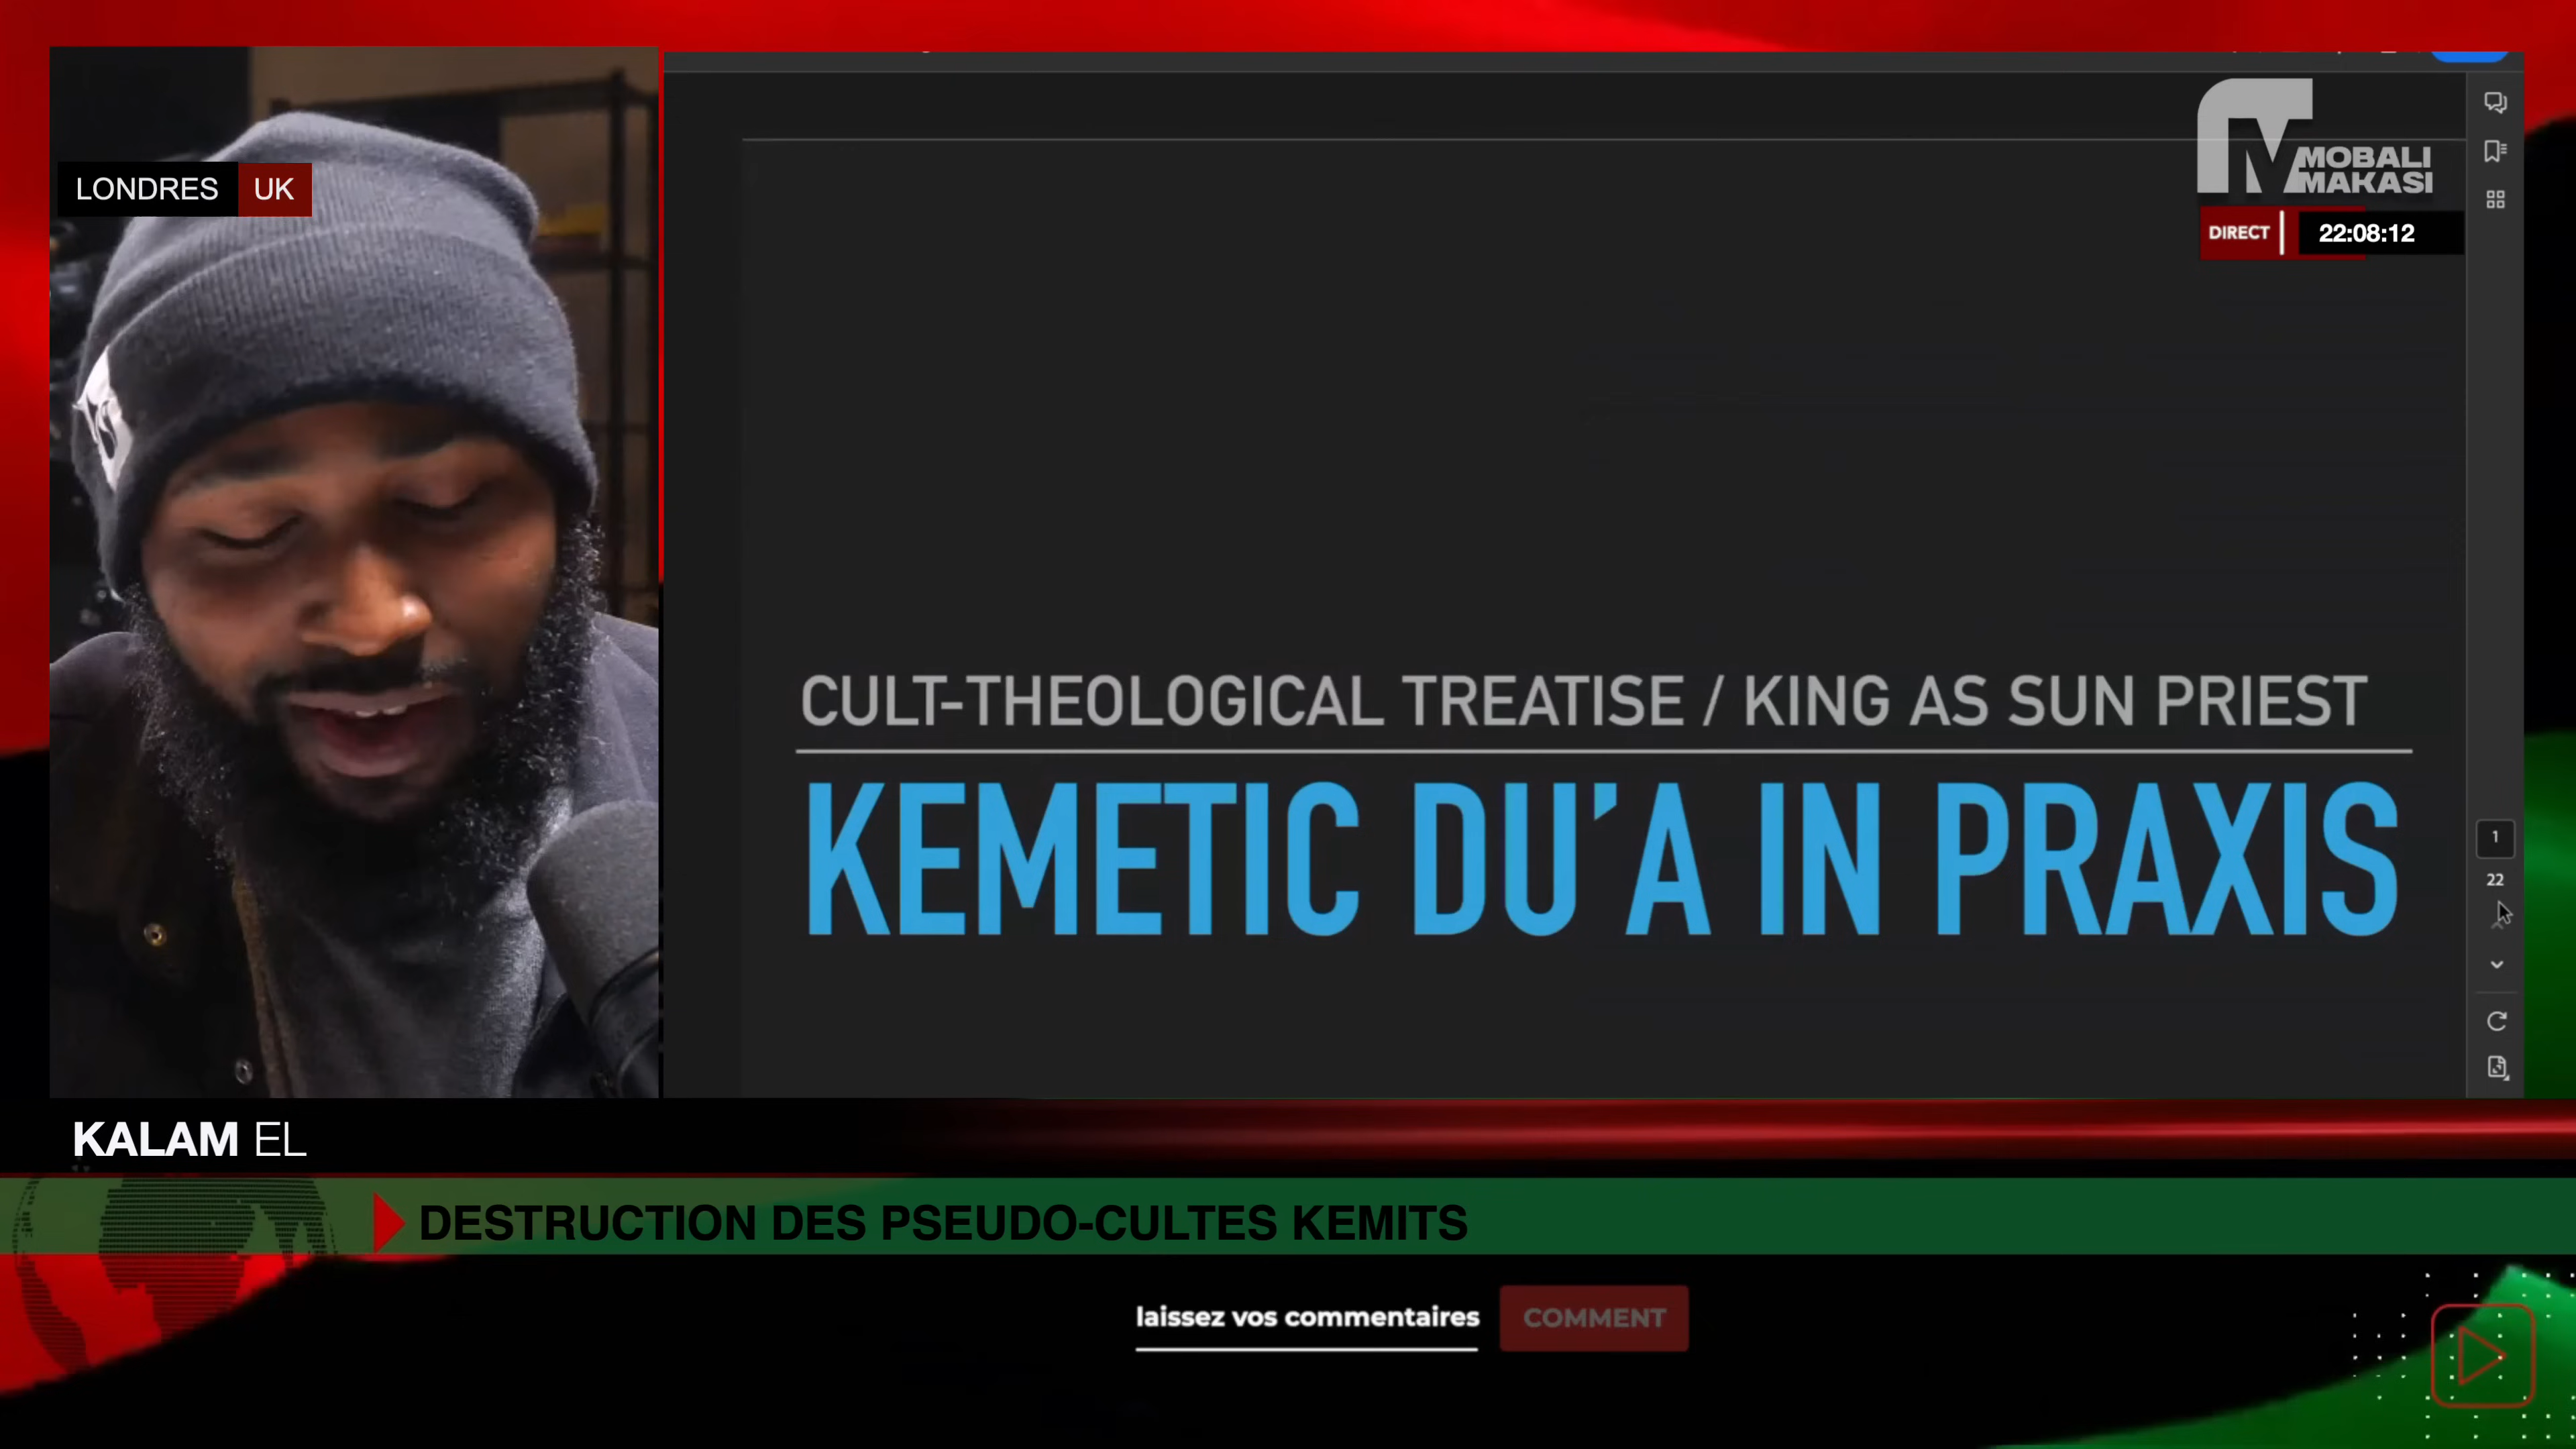 LONDRES UK
MOBALI
MAKASI
DIRECT 22:08:12
CULT-THEOLOGICAL TREATISE / KING AS SUN PRIEST
KEMETIC DU'A IN PRAXIS
1
22
KALAM EL
DESTRUCTION DES PSEUDO-CULTES KEMITS
laissez vos commentaires COMMENT